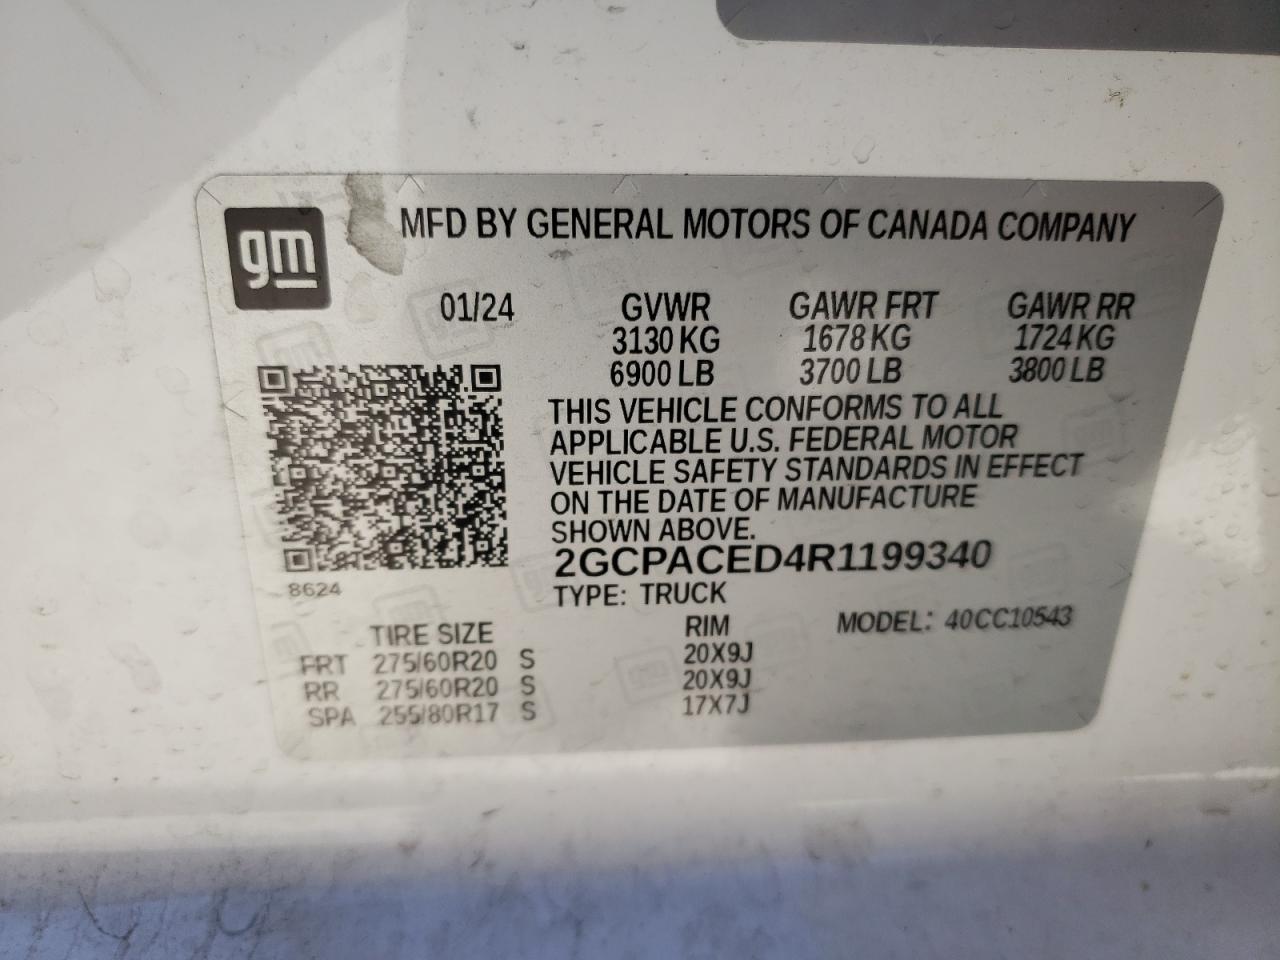 gm
MFD BY GENERAL MOTORS OF CANADA COMPANY
01/24 GVWR GAWR FRT GAWR RR
3130 KG 1678 KG 1724 KG
6900 LB 3700 LB 3800 LB
THIS VEHICLE CONFORMS TO ALL
APPLICABLE U.S. FEDERAL MOTOR
VEHICLE SAFETY STANDARDS IN EFFECT
ON THE DATE OF MANUFACTURE
SHOWN ABOVE.
2GCPACED4R1199340
8624
TYPE: TRUCK
TIRE SIZE RIM MODEL: 40CC10543
FRT 275/60R20 S 20X9J
RR 275/60R20 S 20X9J
SPA 255/80R17 S 17X7J